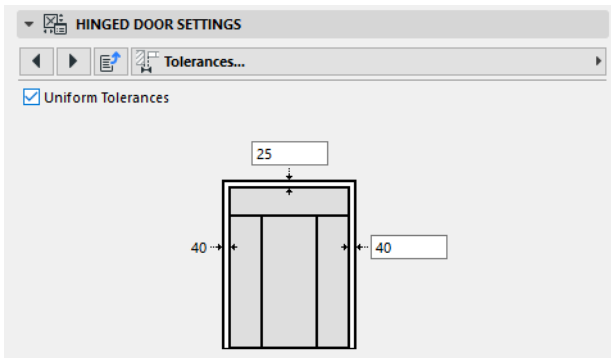 HINGED DOOR SETTINGS
Tolerances...
Uniform Tolerances
25
40
40